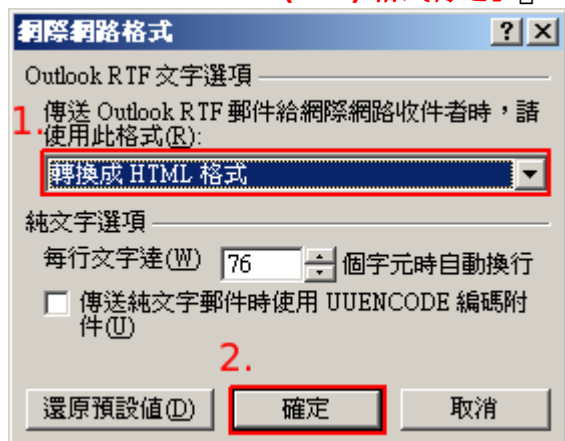 網際網路格式
Outlook RTF 文字選項
1.
傳送 Outlook RTF 郵件給網際網路收件者時，請
使用此格式(R):
轉換成 HTML 格式
純文字選項
每行文字達(W) 76 個字元時自動換行
傳送純文字郵件時使用 UUENCODE 編碼附
件(U)
2.
還原預設值(D) 確定 取消